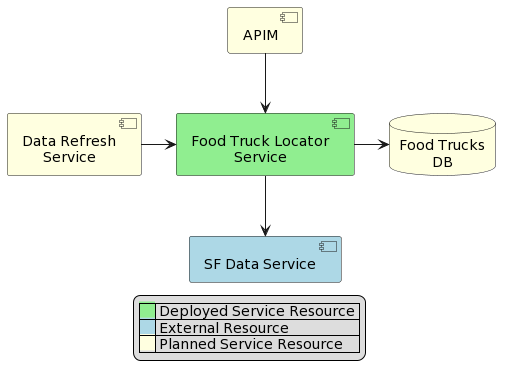 APIM
Data Refresh
Service
Food Truck Locator
Service
Food Trucks
DB
SF Data Service
Deployed Service Resource
External Resource
Planned Service Resource